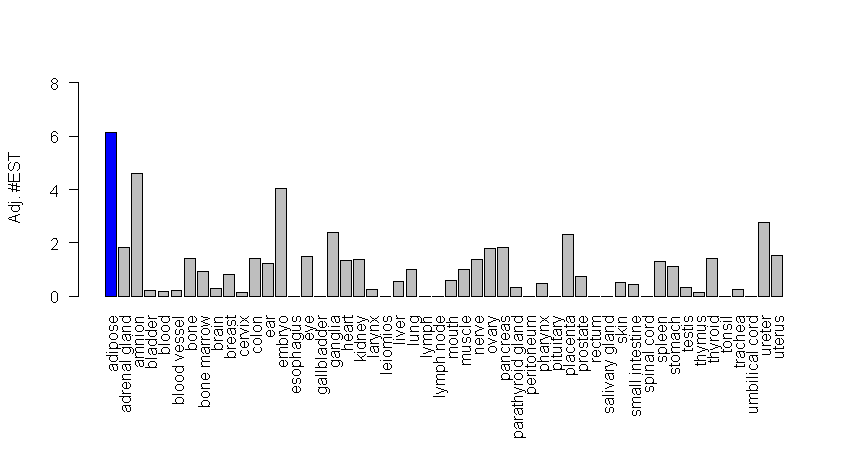 Adj. #EST
8
6
4
2
0
adipose
adrenal gland
amnion
bladder
blood
blood vessel
bone
bone marrow
brain
breast
cervix
colon
ear
embryo
esophagus
eye
gallbladder
ganglia
heart
kidney
larynx
leiomios
liver
lung
lymph
lymph node
mouth
muscle
nerve
ovary
pancreas
parathyroid gland
peritoneum
pharynx
pituitary
placenta
prostate
rectum
salivary gland
skin
small intestine
spinal cord
spleen
stomach
testis
thymus
thyroid
tonsil
trachea
umbilical cord
ureter
uterus